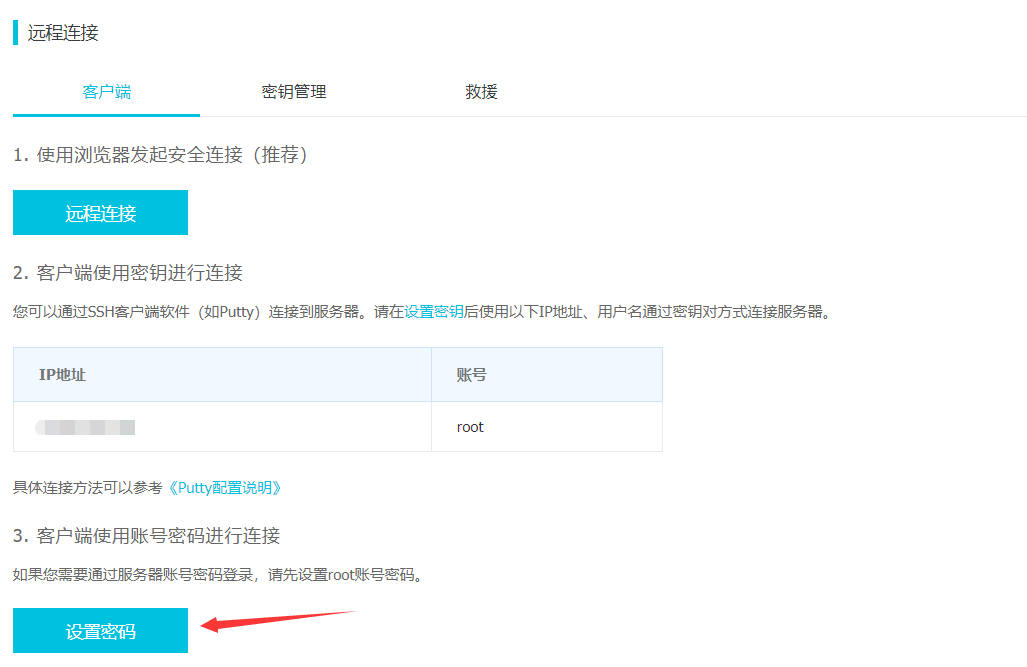 远程连接
客户端 密钥管理 救援
1. 使用浏览器发起安全连接（推荐）
远程连接
2. 客户端使用密钥进行连接
您可以通过SSH客户端软件（如Putty）连接到服务器。请在设置密钥后使用以下IP地址、用户名通过密钥对方式连接服务器。
IP地址 账号
root
具体连接方法可以参考《Putty配置说明》
3. 客户端使用账号密码进行连接
如果您需要通过服务器账号密码登录，请先设置root账号密码。
设置密码